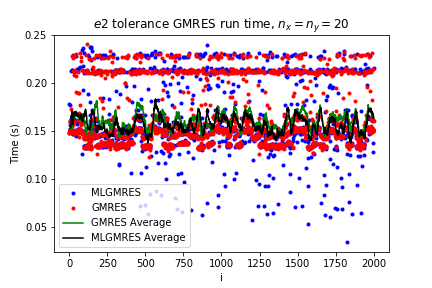 e2 tolerance GMRES run time, n_x = n_y = 20
Time (s)
0.25
0.20
0.15
0.10
0.05
MLGMRES
GMRES
GMRES Average
MLGMRES Average
0 250 500 750 1000 1250 1500 1750 2000
i